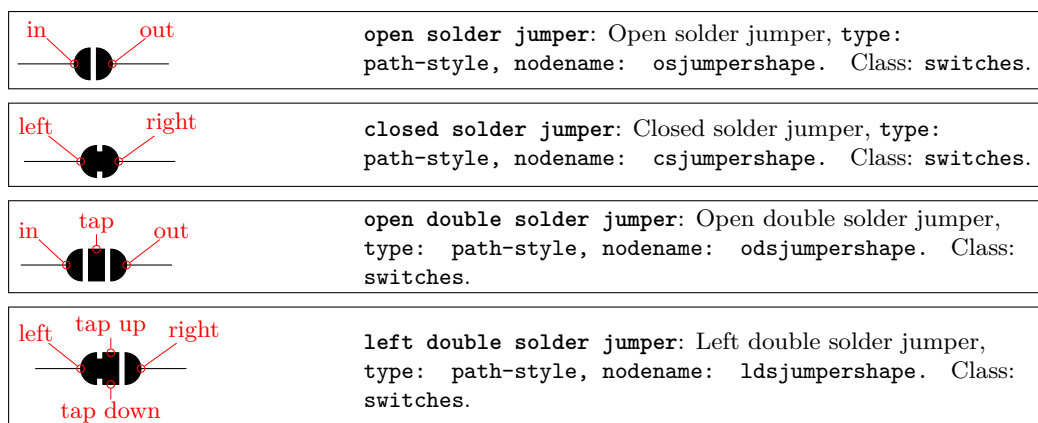 in out
open solder jumper: Open solder jumper, type:
path-style, nodename: osjumpershape. Class: switches.
left right
closed solder jumper: Closed solder jumper, type:
path-style, nodename: csjumpershape. Class: switches.
tap
in out
open double solder jumper: Open double solder jumper,
type: path-style, nodename: odsjumpershape. Class:
switches.
tap up
left right
tap down
left double solder jumper: Left double solder jumper,
type: path-style, nodename: ldsjumpershape. Class:
switches.